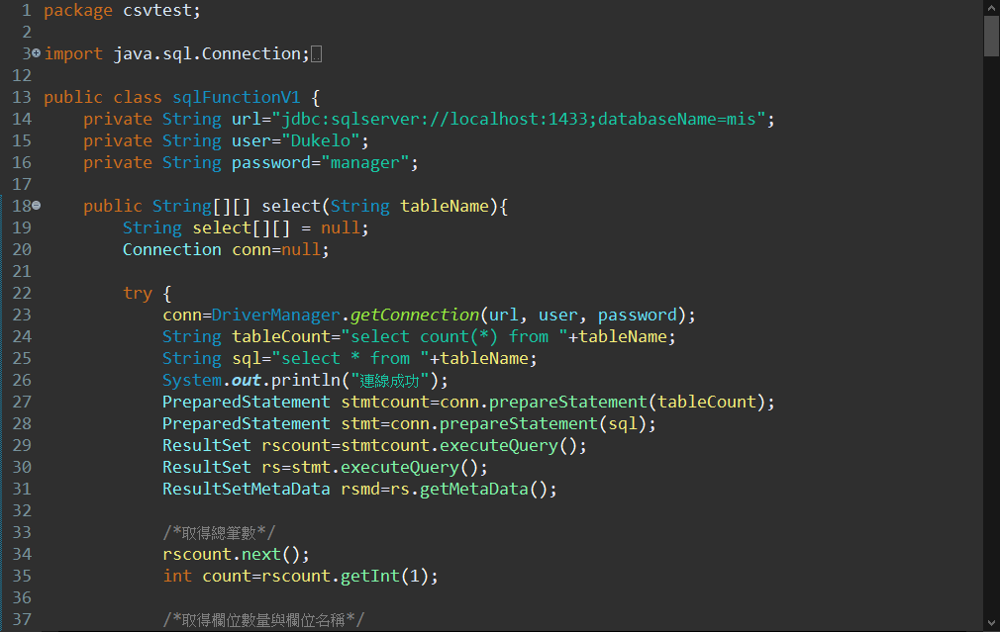 1 package csvtest;
2
3 import java.sql.Connection;
12
13 public class sqlFunctionV1 {
14     private String url="jdbc:sqlserver://localhost:1433;databaseName=mis";
15     private String user="Dukelo";
16     private String password="manager";
17
18     public String[][] select(String tableName){
19         String select[][] = null;
20         Connection conn=null;
21
22         try {
23             conn=DriverManager.getConnection(url, user, password);
24             String tableCount="select count(*) from "+tableName;
25             String sql="select * from "+tableName;
26             System.out.println("連線成功");
27             PreparedStatement stmtcount=conn.prepareStatement(tableCount);
28             PreparedStatement stmt=conn.prepareStatement(sql);
29             ResultSet rscount=stmtcount.executeQuery();
30             ResultSet rs=stmt.executeQuery();
31             ResultSetMetaData rsmd=rs.getMetaData();
32
33             /*取得總筆數*/
34             rscount.next();
35             int count=rscount.getInt(1);
36
37             /*取得欄位數量與欄位名稱*/